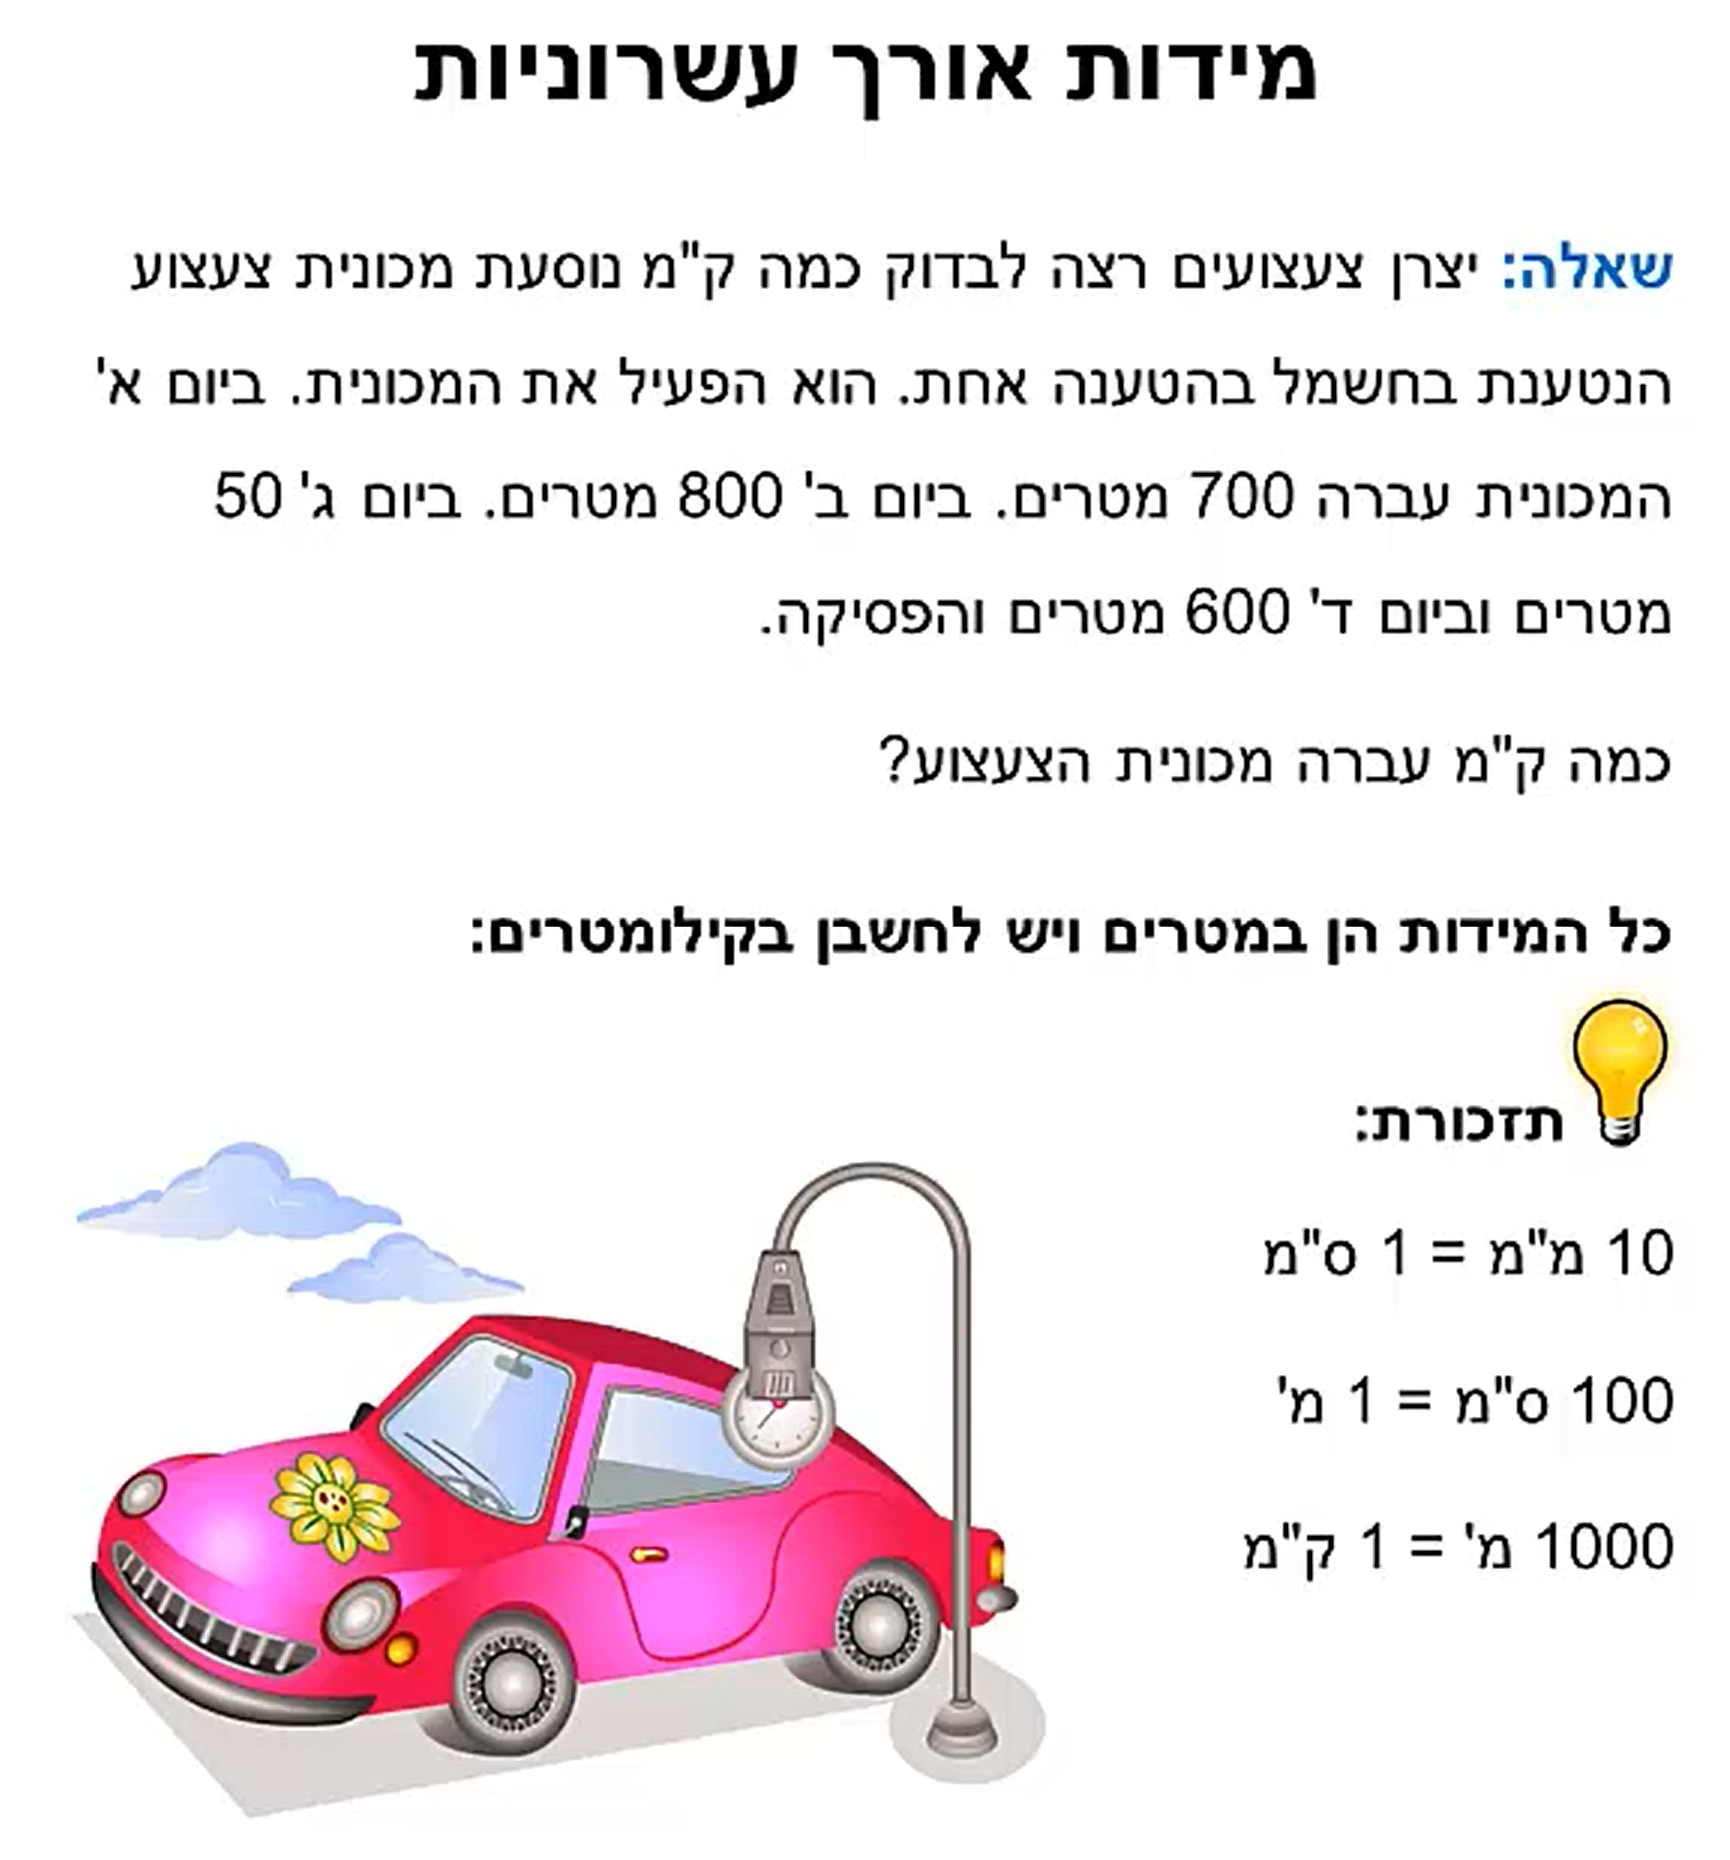 מידות אורך עשרוניות
שאלה: יצרן צעצועים רצה לבדוק כמה ק"מ נוסעת מכונית צעצוע
הנטענת בחשמל בהטענה אחת. הוא הפעיל את המכונית. ביום א'
המכונית עברה 700 מטרים. ביום ב' 800 מטרים. ביום ג' 50
מטרים וביום ד' 600 מטרים והפסיקה.
כמה ק"מ עברה מכונית הצעצוע?
כל המידות הן במטרים ויש לחשבן בקילומטרים:
תזכורת:
10 מ"מ = 1 ס"מ
100 ס"מ = 1 מ'
1000 מ' = 1 ק"מ